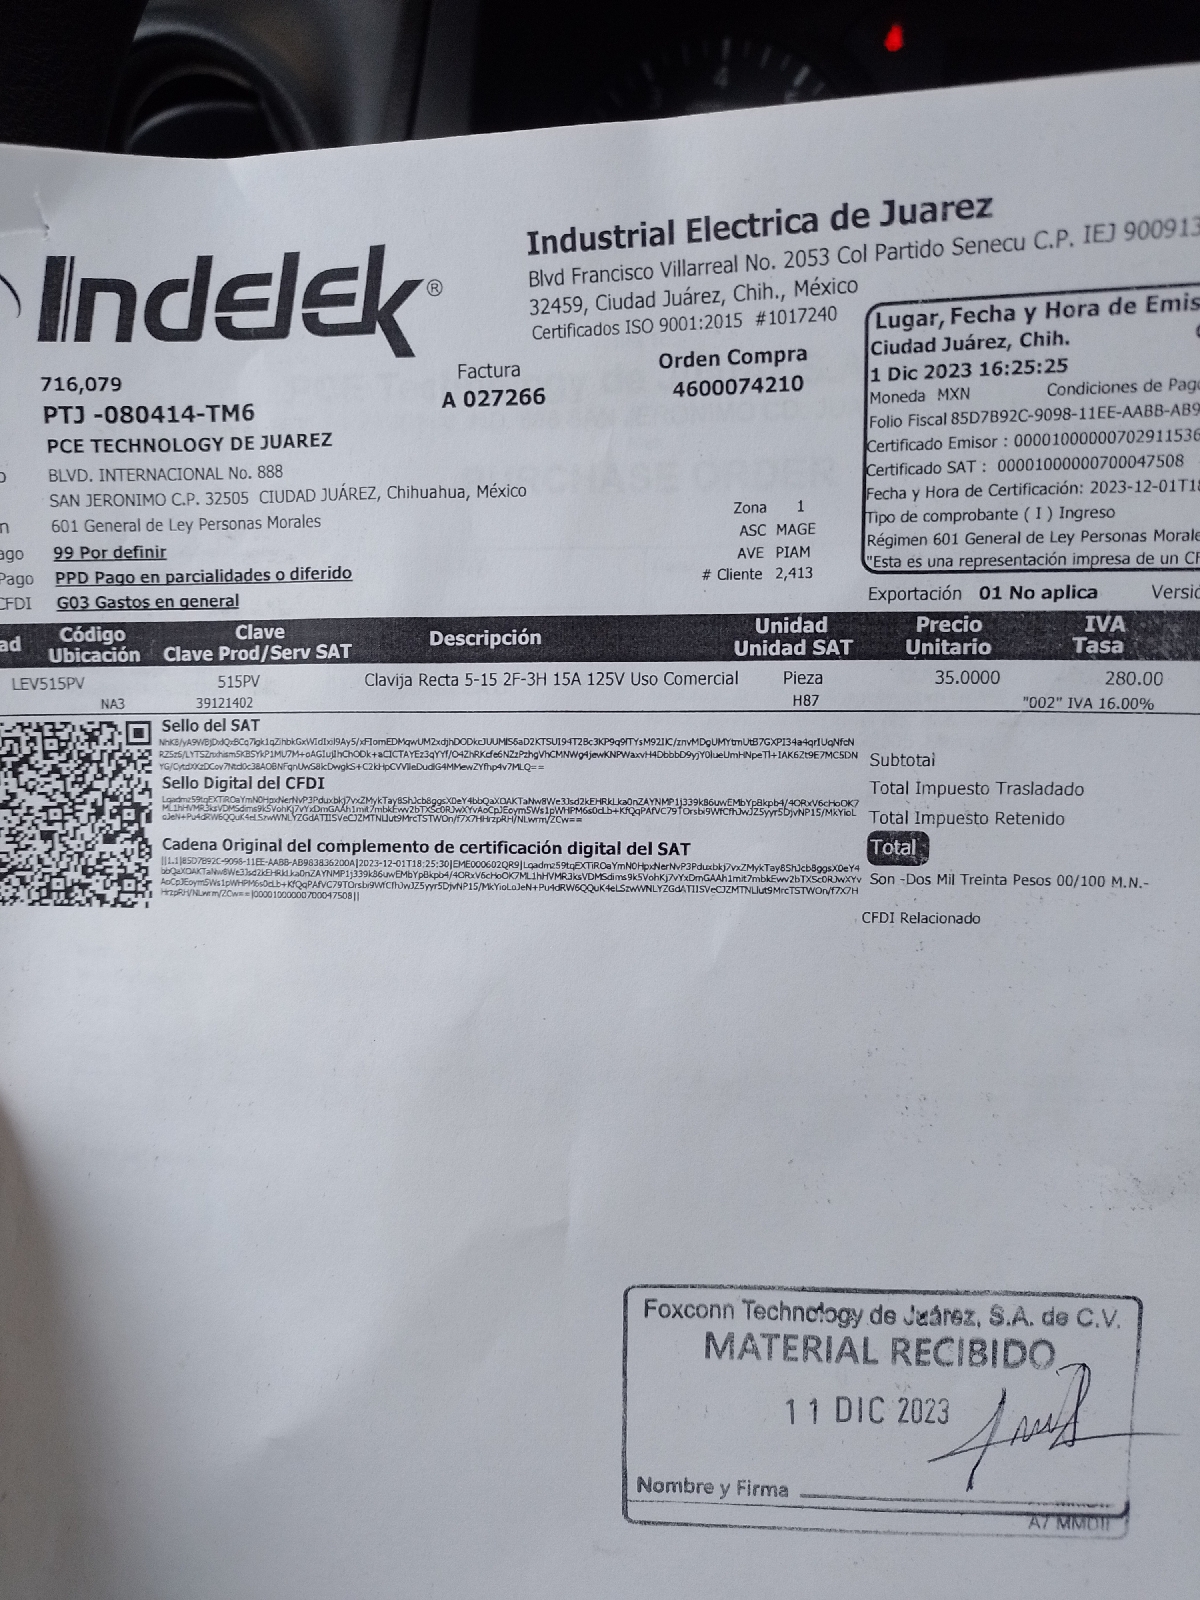 Indelek®
Industrial Electrica de Juarez
Blvd Francisco Villarreal No. 2053 Col Partido Senecu C.P. IEJ 900913
32459, Ciudad Juárez, Chih., México
Certificados ISO 9001:2015 #1017240
Factura
A 027266
Orden Compra
4600074210
Lugar, Fecha y Hora de Emis
Ciudad Juárez, Chih.
1 Dic 2023 16:25:25
Moneda MXN Condiciones de Pago
Folio Fiscal 85D7B92C-9098-11EE-AABB-AB9
Certificado Emisor : 00001000000702911536
Certificado SAT : 00001000000700047508
Fecha y Hora de Certificación: 2023-12-01T18
Tipo de comprobante ( I ) Ingreso
Régimen 601 General de Ley Personas Morale
"Esta es una representación impresa de un CF
716,079
PTJ -080414-TM6
PCE TECHNOLOGY DE JUAREZ
BLVD. INTERNACIONAL No. 888
SAN JERONIMO C.P. 32505 CIUDAD JUÁREZ, Chihuahua, México
601 General de Ley Personas Morales
ago 99 Por definir
Pago PPD Pago en parcialidades o diferido
CFDI G03 Gastos en general
Zona 1
ASC MAGE
AVE PIAM
# Cliente 2,413
Exportación 01 No aplica Versió
ad Código Ubicación Clave Clave Prod/Serv SAT Descripción Unidad Unidad SAT Precio Unitario IVA Tasa
LEV515PV 515PV Clavija Recta 5-15 2F-3H 15A 125V Uso Comercial Pieza 35.0000 280.00
NA3 39121402 H87 "002" IVA 16.00%
Sello del SAT
Sello Digital del CFDI
Cadena Original del complemento de certificación digital del SAT
Subtotal
Total Impuesto Trasladado
Total Impuesto Retenido
Total
Son -Dos Mil Treinta Pesos 00/100 M.N.-
CFDI Relacionado
Foxconn Technology de Juárez, S.A. de C.V.
MATERIAL RECIBIDO
11 DIC 2023
Nombre y Firma